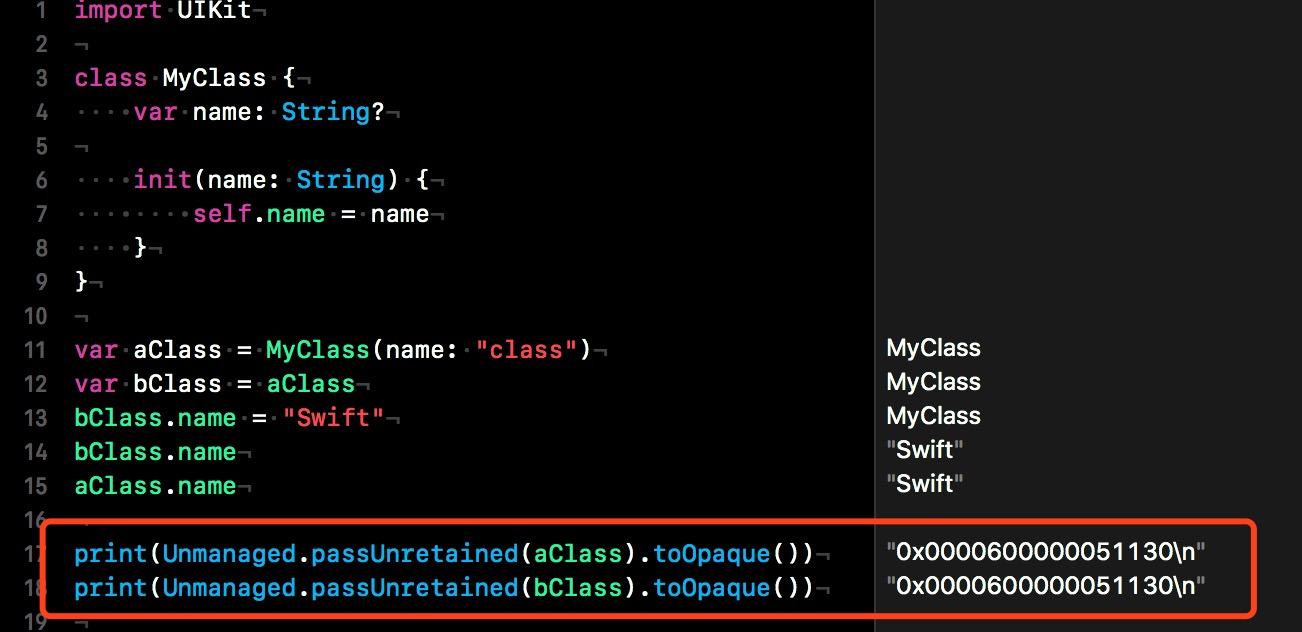 1 import UIKit¬
2 ¬
3 class MyClass {¬
4 ····var name: String?¬
5 ¬
6 ····init(name: String) {¬
7 ········self.name = name¬
8 ····}¬
9 }¬
10 ¬
11 var aClass = MyClass(name: "class")¬ MyClass
12 var bClass = aClass¬ MyClass
13 bClass.name = "Swift"¬ MyClass
14 bClass.name¬ "Swift"
15 aClass.name¬ "Swift"
16 ¬
17 print(Unmanaged.passUnretained(aClass).toOpaque())¬ "0x0000600000051130\n"
18 print(Unmanaged.passUnretained(bClass).toOpaque())¬ "0x0000600000051130\n"
19 ¬